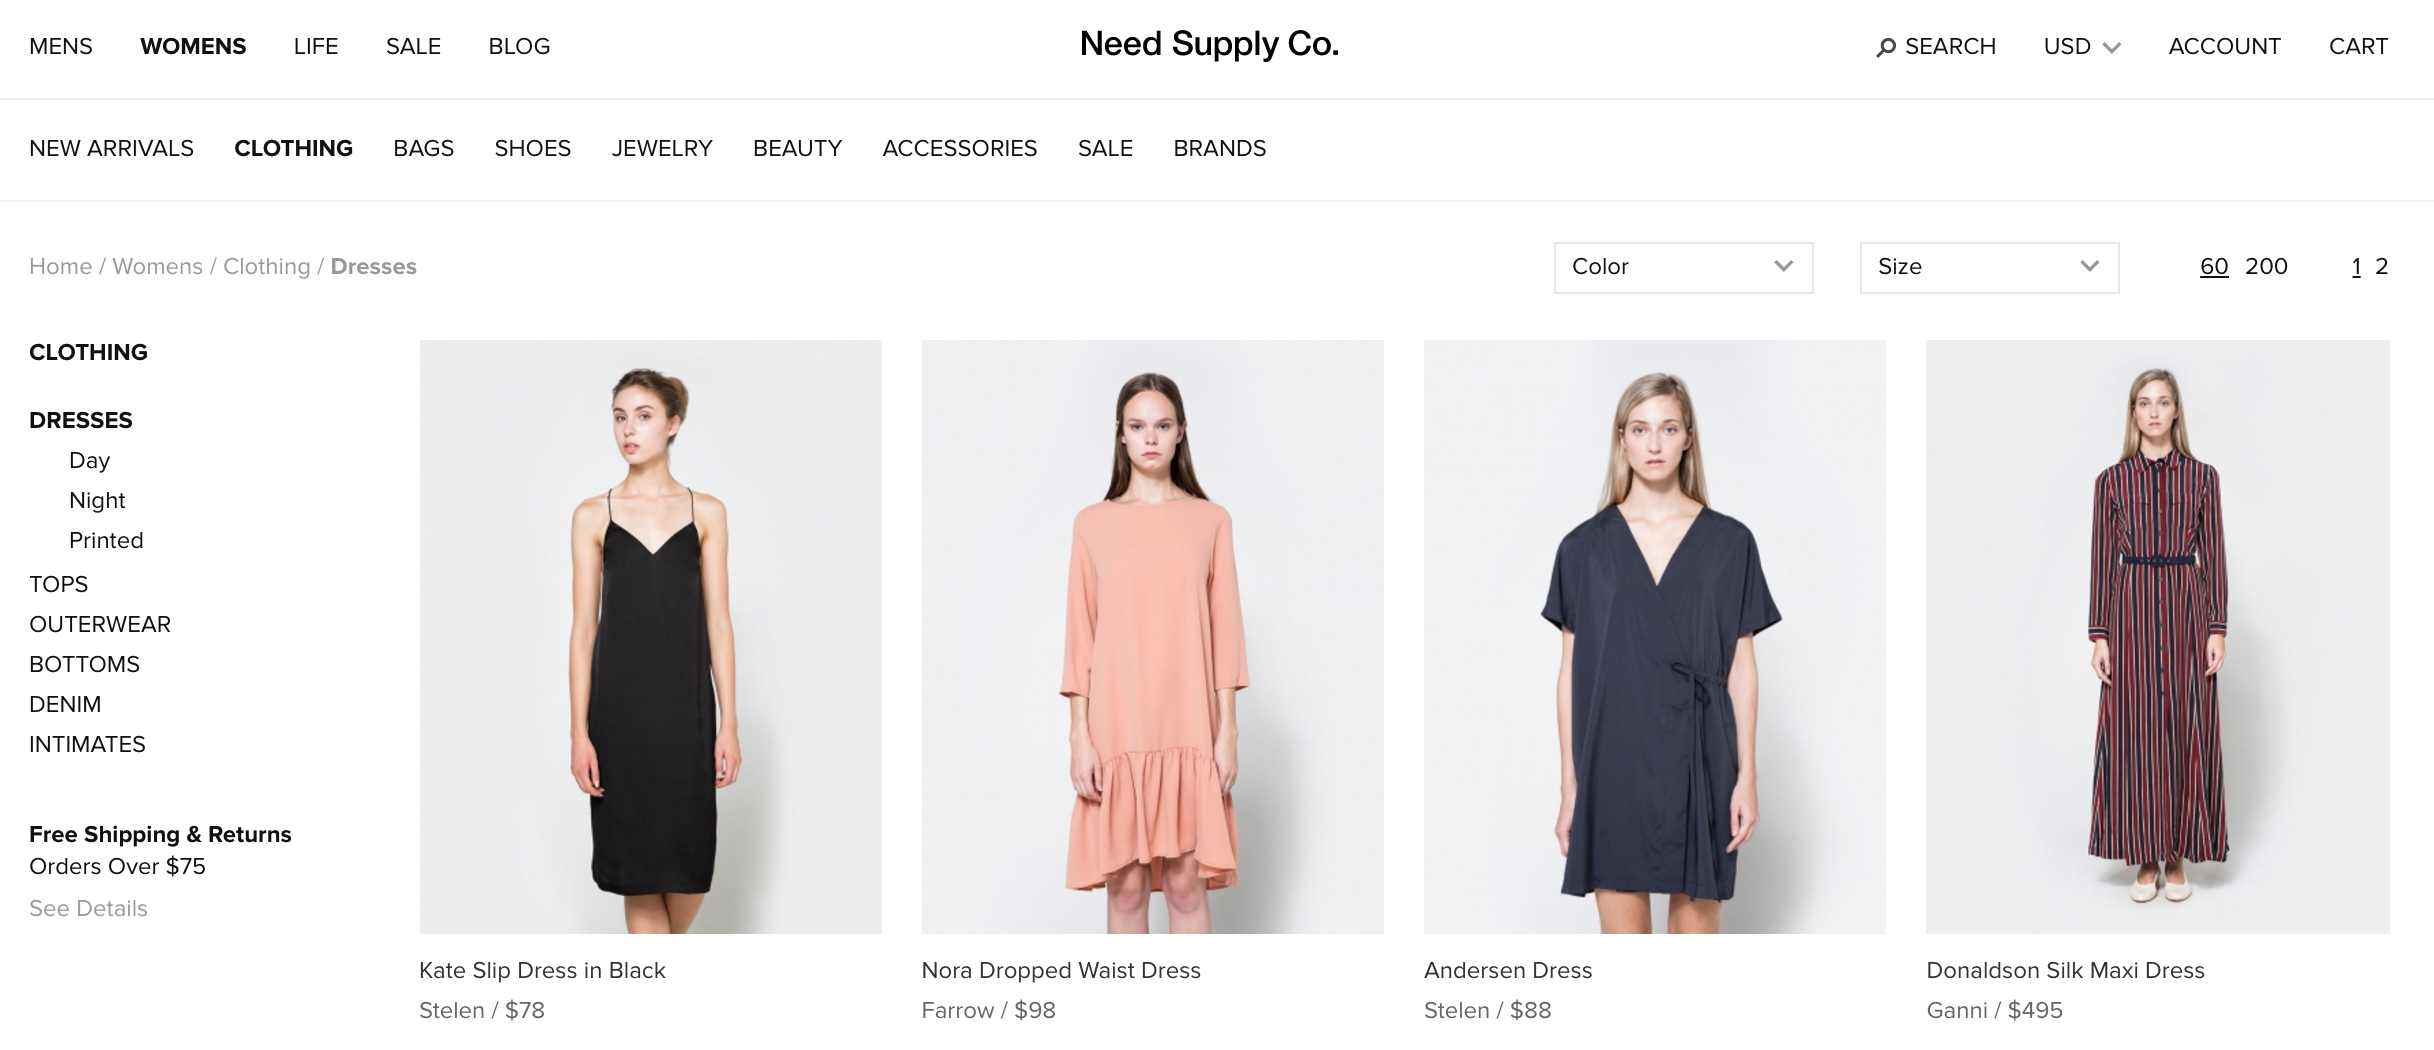 MENS WOMENS LIFE SALE BLOG Need Supply Co. SEARCH USD ACCOUNT CART
NEW ARRIVALS CLOTHING BAGS SHOES JEWELRY BEAUTY ACCESSORIES SALE BRANDS
Home / Womens / Clothing / Dresses Color Size 60 200 1 2
CLOTHING
DRESSES
Day
Night
Printed
TOPS
OUTERWEAR
BOTTOMS
DENIM
INTIMATES
Free Shipping & Returns
Orders Over $75
See Details
Kate Slip Dress in Black
Stelen / $78
Nora Dropped Waist Dress
Farrow / $98
Andersen Dress
Stelen / $88
Donaldson Silk Maxi Dress
Ganni / $495